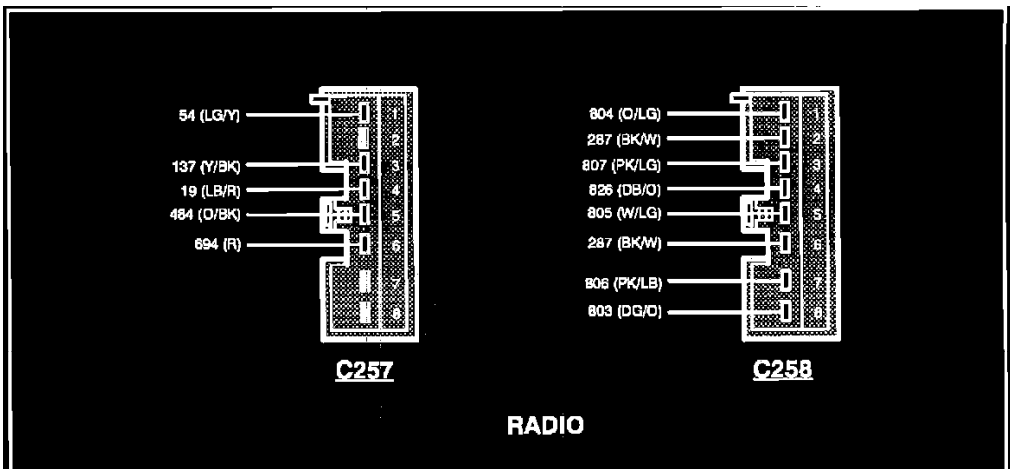 54 (LG/Y)
137 (Y/BK)
19 (LB/R)
484 (O/BK)
694 (R)
1
2
3
4
5
6
7
8
C257
804 (O/LG)
287 (BK/W)
807 (PK/LG)
826 (DB/O)
805 (W/LG)
287 (BK/W)
806 (PK/LB)
803 (DG/O)
1
2
3
4
5
6
7
8
C258
RADIO